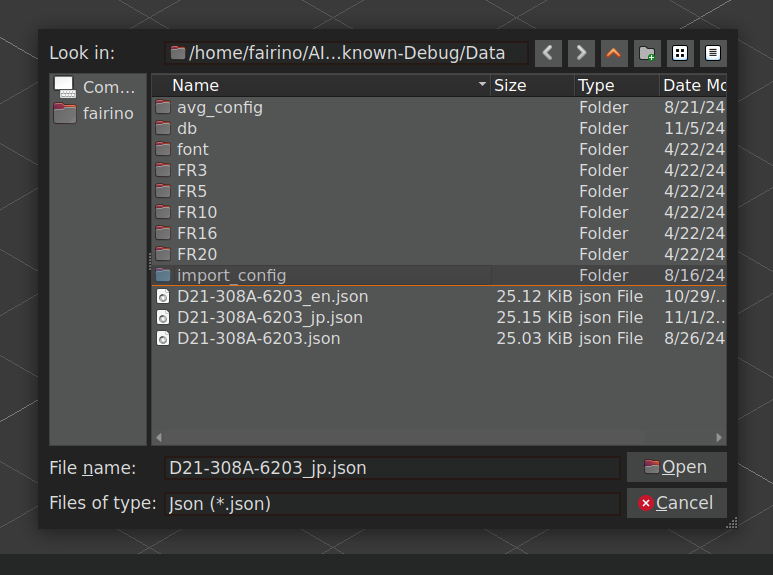 Look in: /home/fairino/AI...known-Debug/Data
Com...
fairino
Name Size Type Date Mo
avg_config Folder 8/21/24
db Folder 11/5/24
font Folder 4/22/24
FR3 Folder 4/22/24
FR5 Folder 4/22/24
FR10 Folder 4/22/24
FR16 Folder 4/22/24
FR20 Folder 4/22/24
import_config Folder 8/16/24
D21-308A-6203_en.json 25.12 KiB json File 10/29/...
D21-308A-6203_jp.json 25.15 KiB json File 11/1/2...
D21-308A-6203.json 25.03 KiB json File 8/26/24
File name: D21-308A-6203_jp.json Open
Files of type: Json (*.json) Cancel